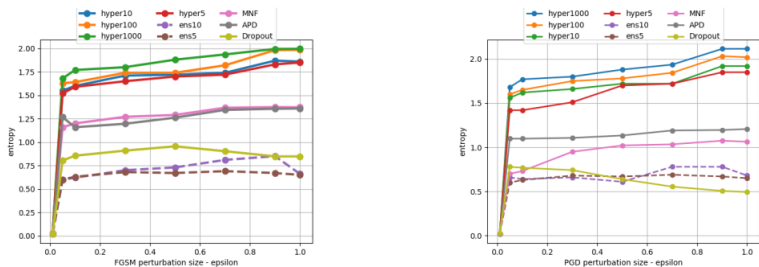 hyper10 hyper5 MNF
hyper100 ens10 APD
hyper1000 ens5 Dropout
2.00
1.75
1.50
1.25
1.00
0.75
0.50
0.25
0.00
entropy
0.0 0.2 0.4 0.6 0.8 1.0
FGSM perturbation size - epsilon
hyper1000 hyper5 MNF
hyper100 ens10 APD
hyper10 ens5 Dropout
2.0
1.5
1.0
0.5
0.0
entropy
0.0 0.2 0.4 0.6 0.8 1.0
PGD perturbation size - epsilon